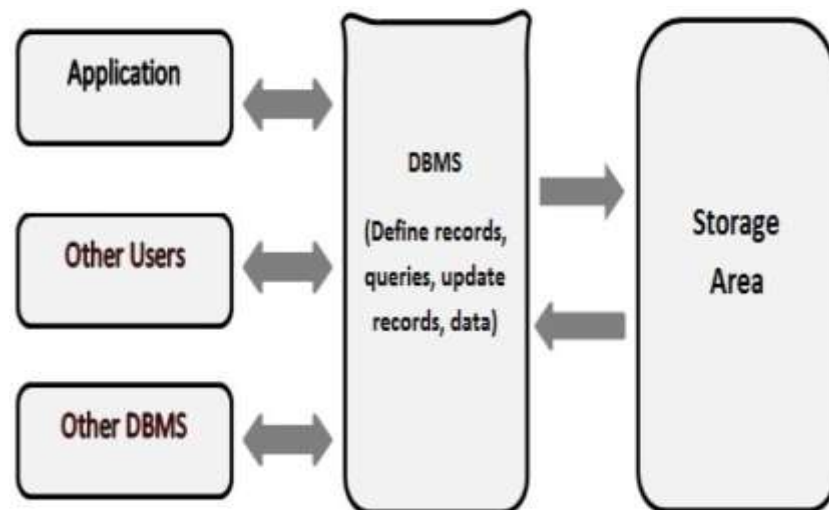 Application
Other Users
Other DBMS
DBMS
(Define records,
queries, update
records, data)
Storage
Area